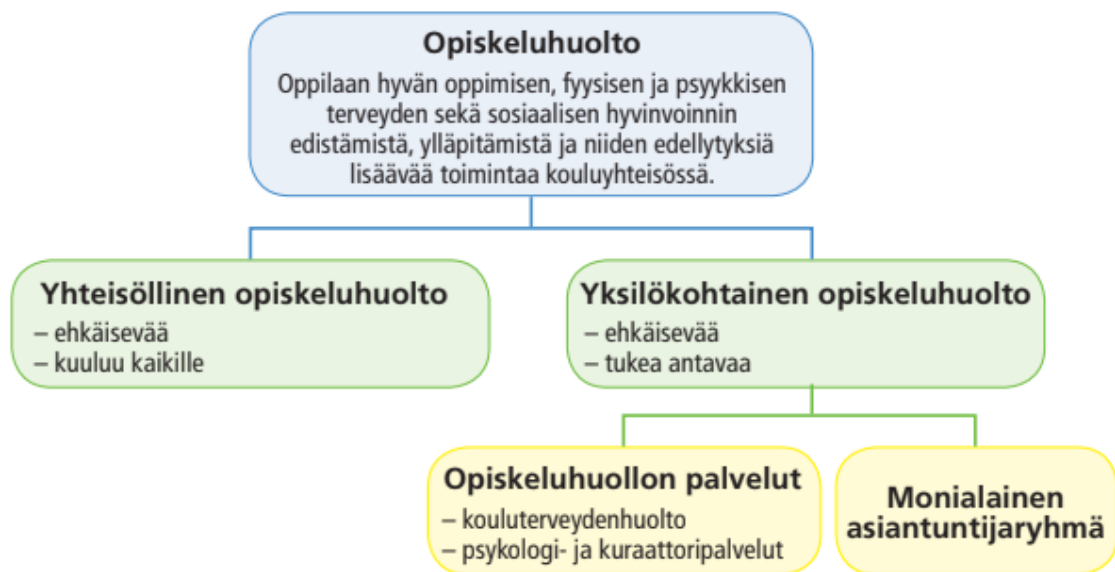 Opiskeluhuolto
Oppilaan hyvän oppimisen, fyysisen ja psyykkisen
terveyden sekä sosiaalisen hyvinvoinnin
edistämistä, ylläpitämistä ja niiden edellytyksiä
lisäävää toimintaa kouluyhteisössä.
Yhteisöllinen opiskeluhuolto
– ehkäisevää
– kuuluu kaikille
Yksilökohtainen opiskeluhuolto
– ehkäisevää
– tukea antavaa
Opiskeluhuollon palvelut
– kouluterveydenhuolto
– psykologi- ja kuraattoripalvelut
Monialainen
asiantuntijaryhmä